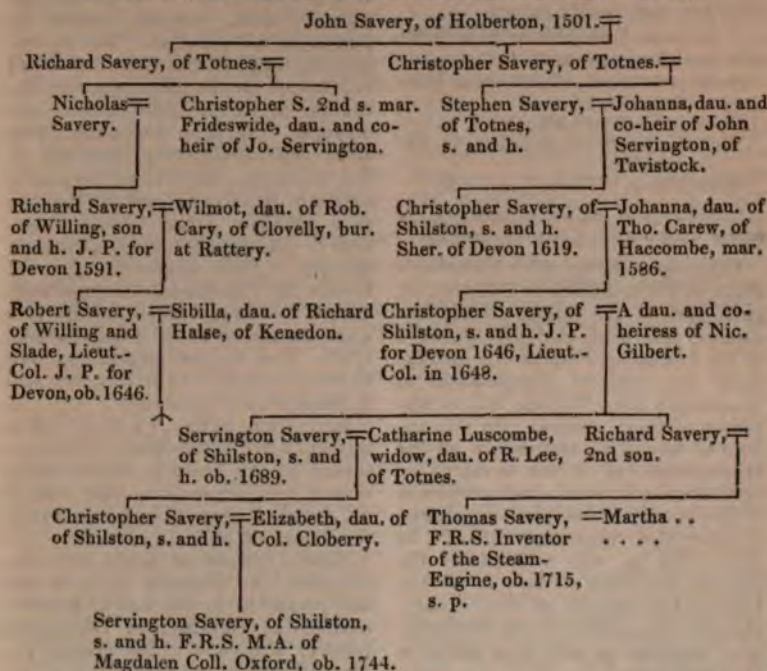 John Savery, of Holberton, 1501.
Richard Savery, of Totnes.
Christopher Savery, of Totnes.
Nicholas
Savery.
Christopher S. 2nd s. mar.
Frideswide, dau. and co-
heir of Jo. Servington.
Stephen Savery,
of Totnes,
s. and h.
Johanna, dau. and
co-heir of John
Servington, of
Tavistock.
Richard Savery,
of Willing, son
and h. J. P. for
Devon 1591.
Wilmot, dau. of Rob.
Cary, of Clovelly, bur.
at Rattery.
Christopher Savery, of
Shilston, s. and h.
Sher. of Devon 1619.
Johanna, dau. of
Tho. Carew, of
Haccombe, mar.
1586.
Robert Savery,
of Willing and
Slade, Lieut.-
Col. J. P. for
Devon, ob. 1646.
Sibilla, dau. of Richard
Halse, of Kenedon.
Christopher Savery, of
Shilston, s. and h. J. P.
for Devon 1646, Lieut.-
Col. in 1648.
A dau. and co-
heiress of Nic.
Gilbert.
Servington Savery,
of Shilston, s. and
h. ob. 1689.
Catharine Luscombe,
widow, dau. of R. Lee,
of Totnes.
Richard Savery,
2nd son.
Christopher Savery,
of Shilston, s. and h.
Elizabeth, dau. of
Col. Cloberry.
Thomas Savery,
F.R.S. Inventor
of the Steam-
Engine, ob. 1715,
s. p.
Martha . .
. . . .
Servington Savery, of Shilston,
s. and h. F.R.S. M.A. of
Magdalen Coll. Oxford, ob. 1744.